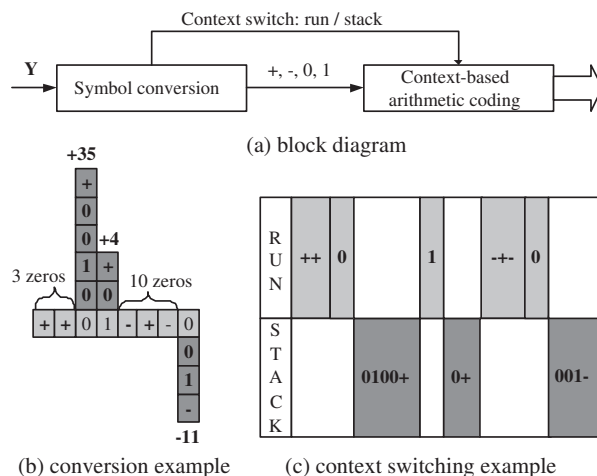 Context switch: run / stack
Y
Symbol conversion
+, -, 0, 1
Context-based
arithmetic coding
(a) block diagram
+35
+
0
0 +4
1 +
3 zeros 0 0 10 zeros
+ + 0 1 - + - 0
0
1
-
-11
(b) conversion example
RUN
++ 0 1 -+- 0
STACK
0100+ 0+ 001-
(c) context switching example